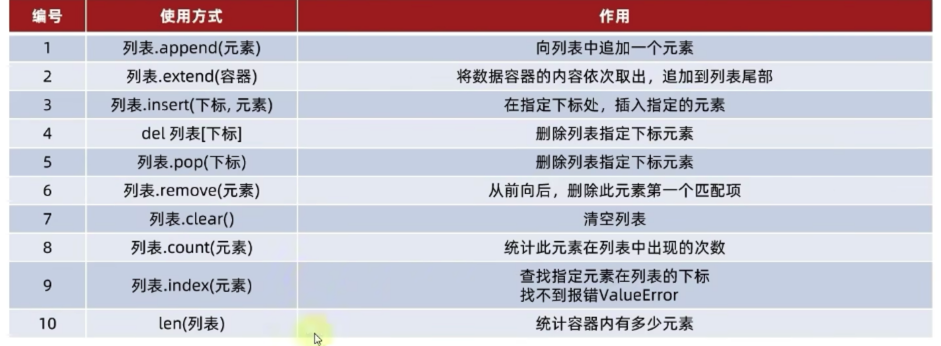 编号 使用方式 作用
1 列表.append(元素) 向列表中追加一个元素
2 列表.extend(容器) 将数据容器的内容依次取出，追加到列表尾部
3 列表.insert(下标, 元素) 在指定下标处，插入指定的元素
4 del 列表[下标] 删除列表指定下标元素
5 列表.pop(下标) 删除列表指定下标元素
6 列表.remove(元素) 从前向后，删除此元素第一个匹配项
7 列表.clear() 清空列表
8 列表.count(元素) 统计此元素在列表中出现的次数
9 列表.index(元素) 查找指定元素在列表的下标
找不到报错ValueError
10 len(列表) 统计容器内有多少元素